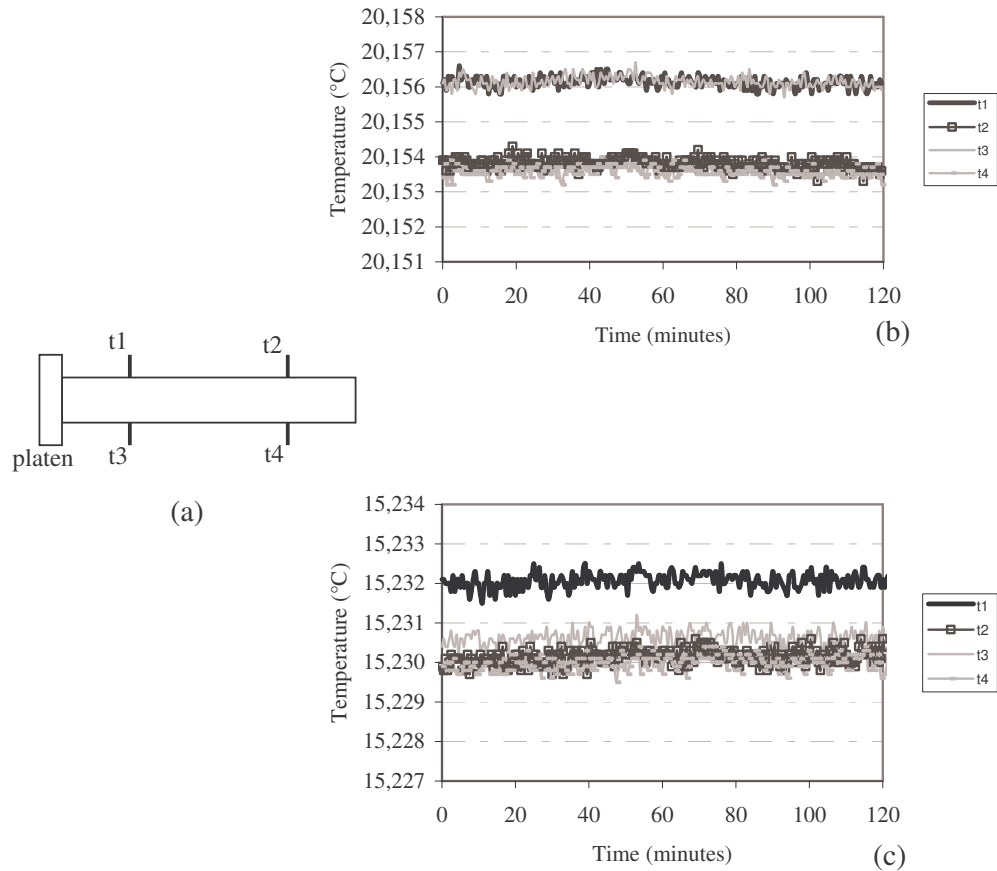 20,158
20,157
20,156
20,155
20,154
20,153
20,152
20,151
Temperature (°C)
0 20 40 60 80 100 120
Time (minutes)
(b)
t1
t2
t3
t4
t1 t2
platen t3 t4
(a)
15,234
15,233
15,232
15,231
15,230
15,229
15,228
15,227
Temperature (°C)
0 20 40 60 80 100 120
Time (minutes)
(c)
t1
t2
t3
t4